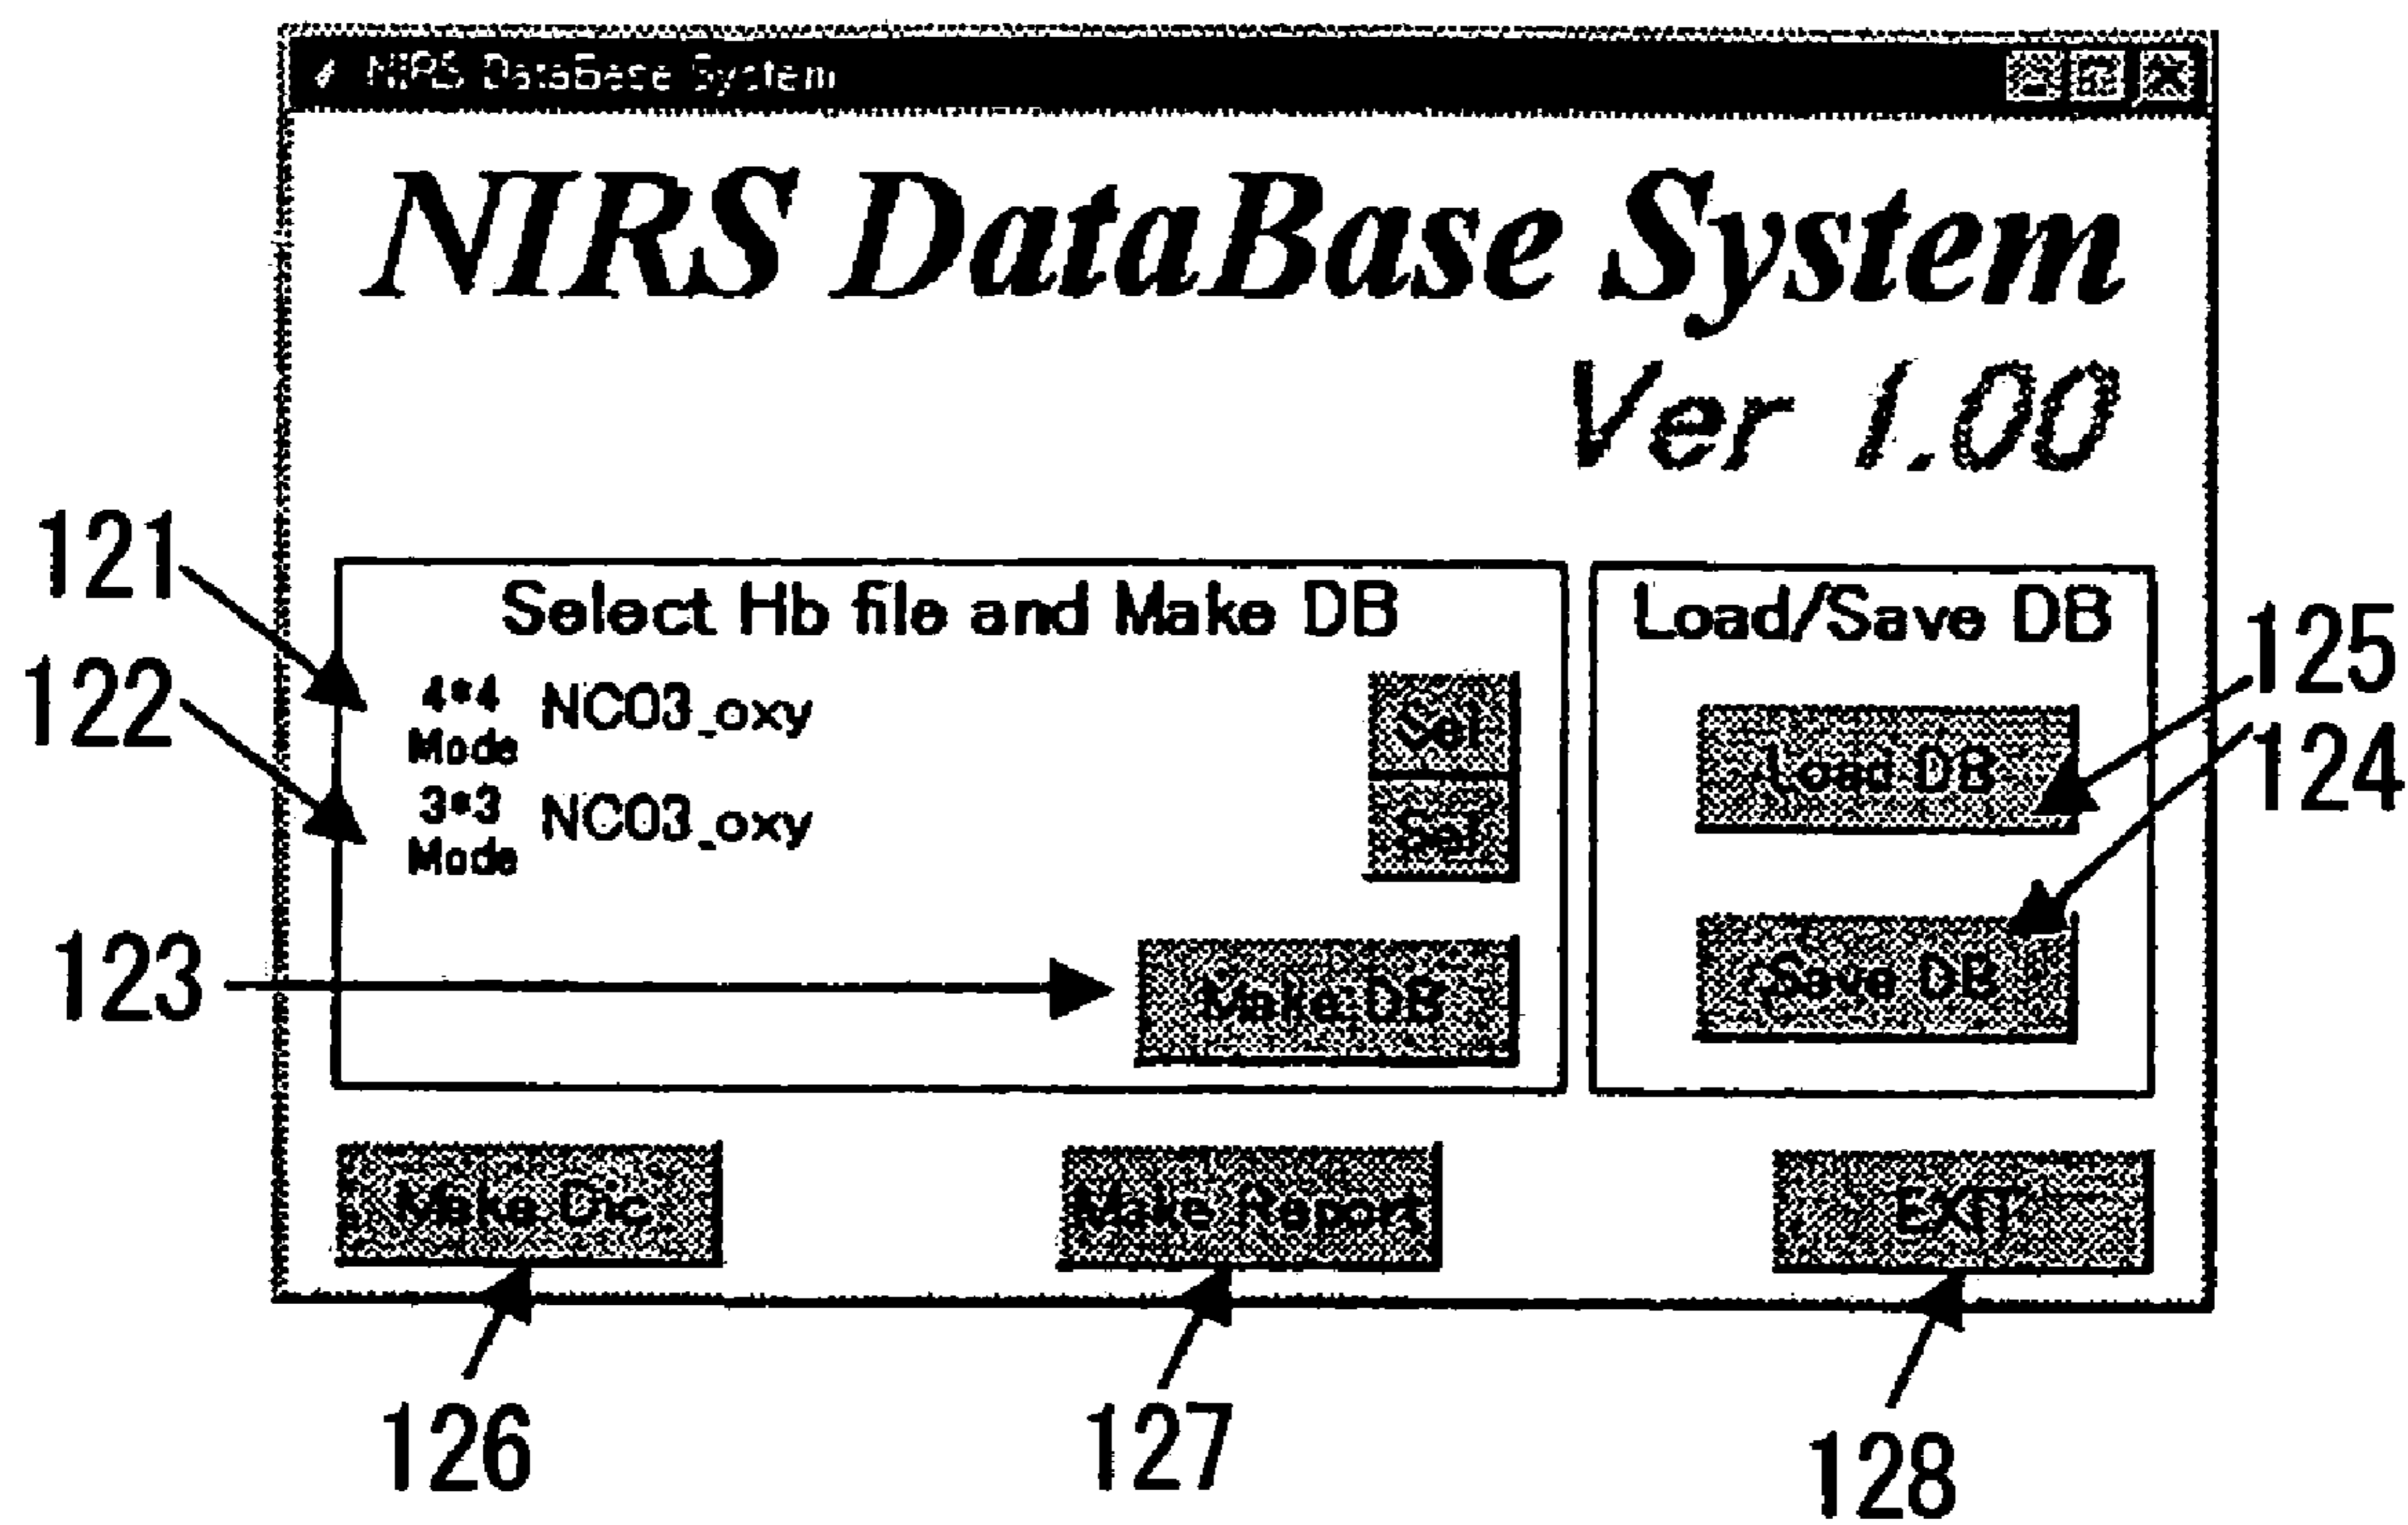 NIRS DataBase System
NIRS DataBase System
Ver 1.00
121
Select Hb file and Make DB
Load/Save DB
125
122
4*4 Mode
NC03_oxy
Sel
Load DB
124
3*3 Mode
NC03_oxy
Sel
123
Make DB
Save DB
Make Dic
Make Report
EXIT
126
127
128